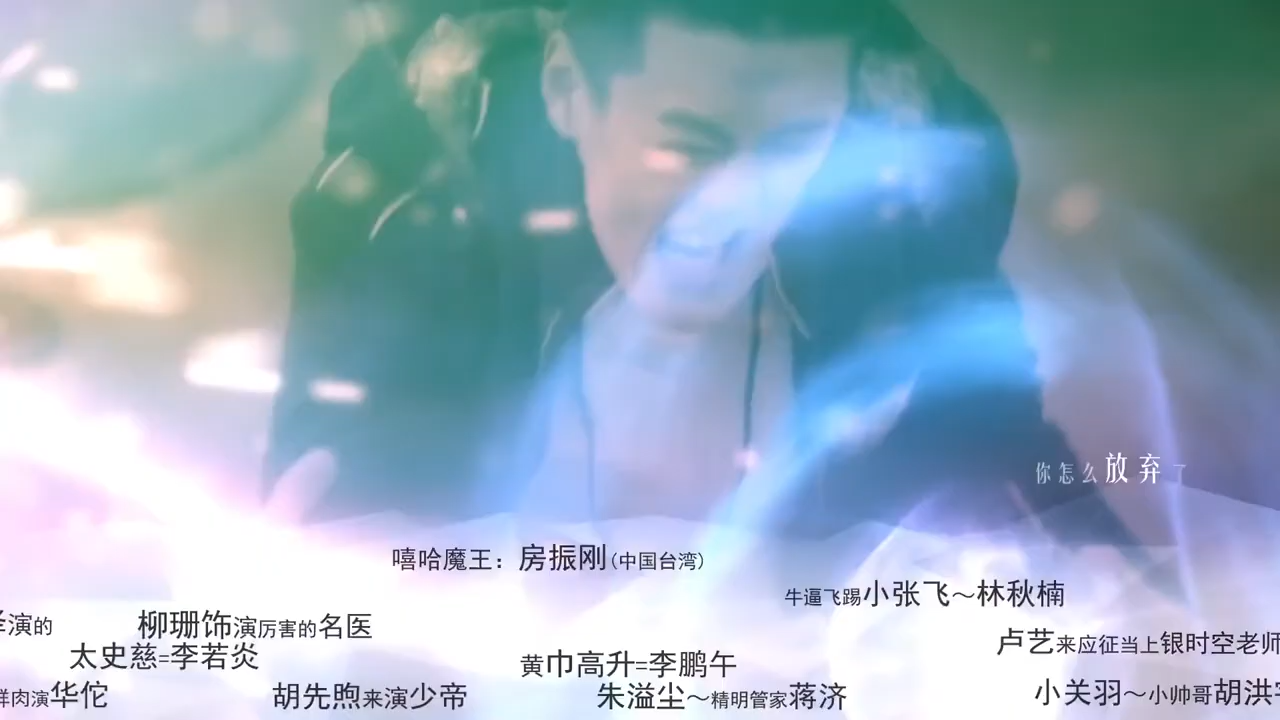 你怎么放弃了
嘻哈魔王：房振刚(中国台湾)
牛逼飞踢小张飞～林秋楠
演的
柳珊饰演厉害的名医
卢艺来应征当上银时空老师
太史慈=李若炎
黄巾高升=李鹏午
肉演华佗
胡先煦来演少帝
朱溢尘～精明管家蒋济
小关羽～小帅哥胡洪